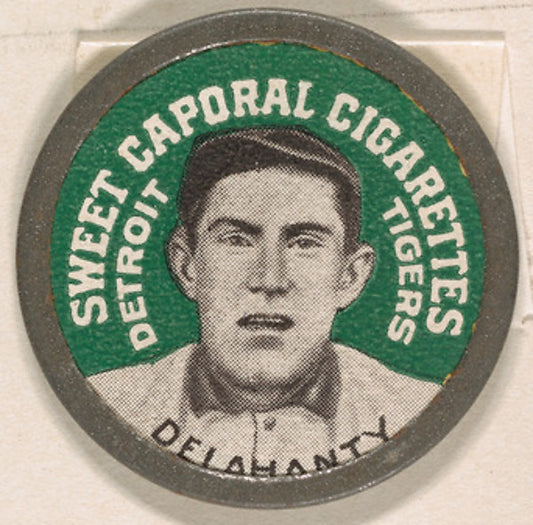 SWEET CAPORAL CIGARETTES
DETROIT
TIGERS
DELAHANTY